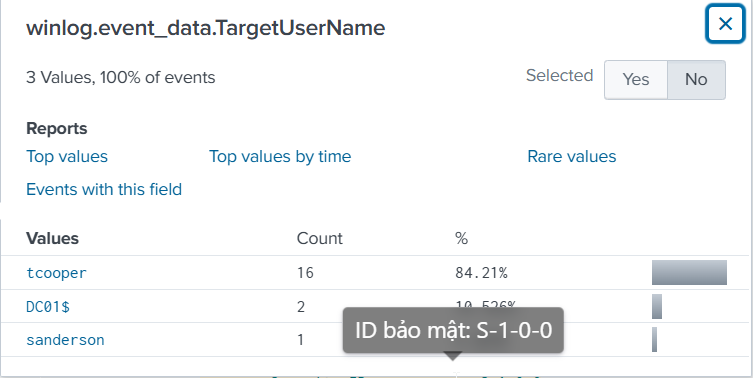 winlog.event_data.TargetUserName
3 Values, 100% of events
Selected Yes No
Reports
Top values Top values by time Rare values
Events with this field
Values Count %
tcooper 16 84.21%
DC01$ 2 10.526%
sanderson 1
ID bảo mật: S-1-0-0